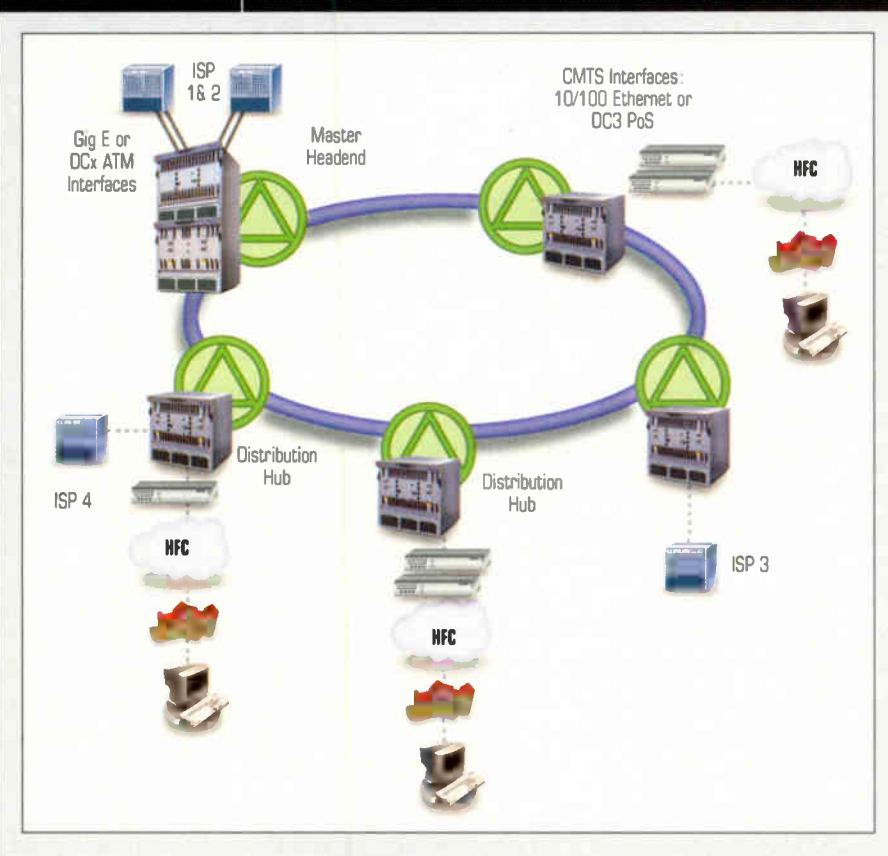 ISP
1 & 2
Gig E or
OCx ATM
Interfaces
Master
Headend
CMTS Interfaces:
10/100 Ethernet or
OC3 PoS
HFC
Distribution
Hub
ISP 4
HFC
Distribution
Hub
HFC
ISP 3